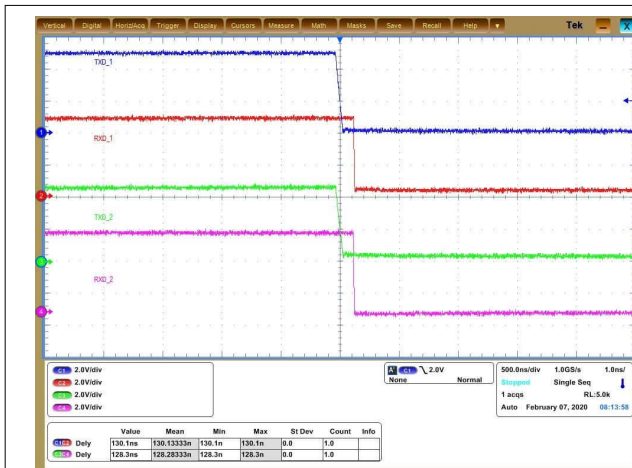 Vertical Digital Horiz/Acq Trigger Display Cursors Measure Math Masks Save Recall Help ▼ Tek X
TXD_1
1
RXD_1
2
TXD_2
RXD_2
4
C1 2.0V/div
C2 2.0V/div
C3 2.0V/div
C4 2.0V/div
A' C1 2.0V
None Normal
500.0ns/div 1.0GS/s 1.0ns/
Stopped Single Seq
1 acqs RL:5.0k
Auto February 07, 2020 08:13:58
Value Mean Min Max St Dev Count Info
C1C2 Dely 130.1ns 130.13333n 130.1n 130.1n 0.0 1.0
C3C4 Dely 128.3ns 128.28333n 128.3n 128.3n 0.0 1.0